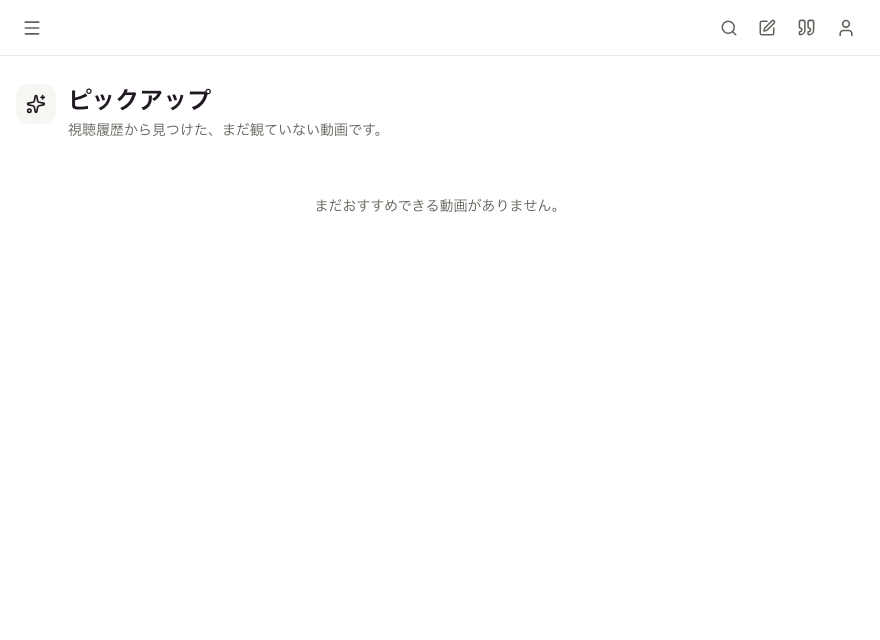 ピックアップ
視聴履歴から見つけた、まだ観ていない動画です。
まだおすすめできる動画がありません。